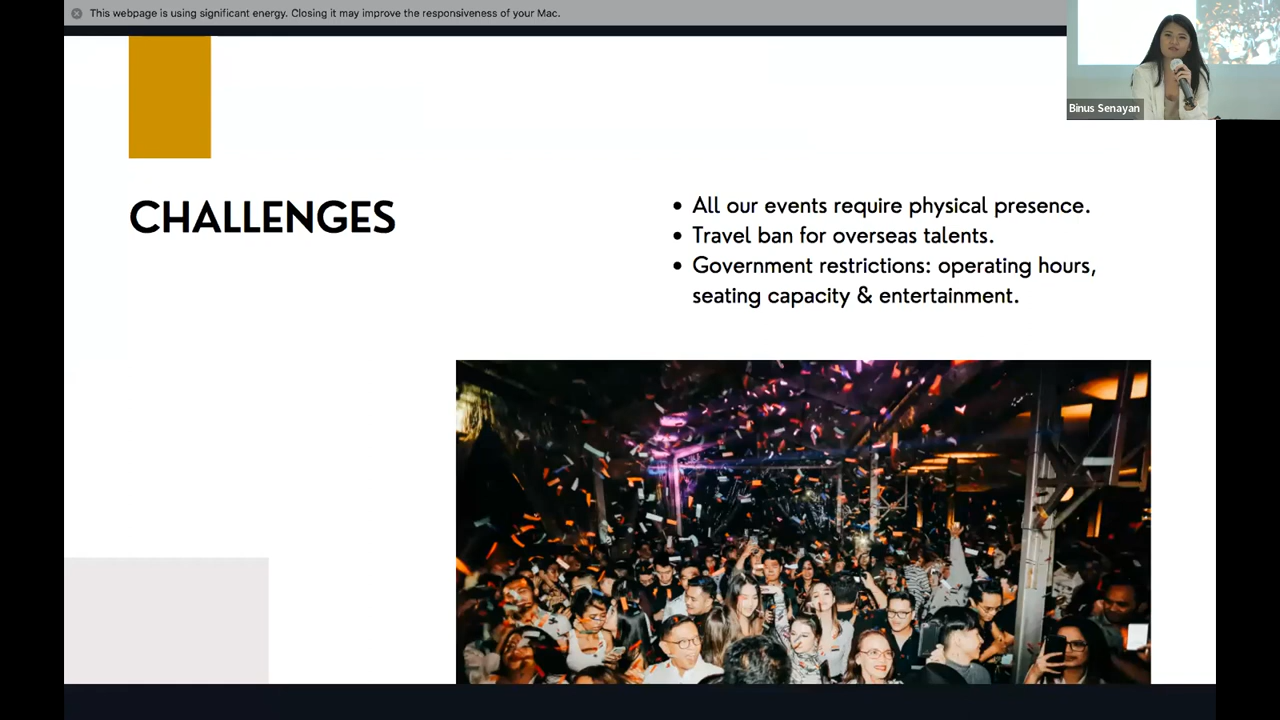 This webpage is using significant energy. Closing it may improve the responsiveness of your Mac.
Binus Senayan
CHALLENGES
• All our events require physical presence.
• Travel ban for overseas talents.
• Government restrictions: operating hours,
seating capacity & entertainment.